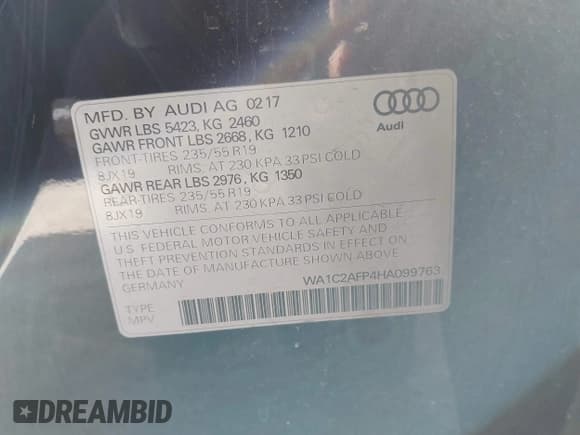 MFD. BY AUDI AG 02 17
GVWR LBS 5423, KG 2460
GAWR FRONT LBS 2668, KG 1210
FRONT-TIRES 235/55 R19
8JX19 RIMS. AT 230 KPA 33 PSI COLD
GAWR REAR LBS 2976, KG 1350
REAR-TIRES 235/55 R19
8JX19 RIMS. AT 230 KPA 33 PSI COLD
Audi
THIS VEHICLE CONFORMS TO ALL APPLICABLE
U.S. FEDERAL MOTOR VEHICLE SAFETY AND
THEFT PREVENTION STANDARDS IN EFFECT ON
THE DATE OF MANUFACTURE SHOWN ABOVE
GERMANY
WA1C2AFP4HA099763
TYPE
MPV
DREAMBID